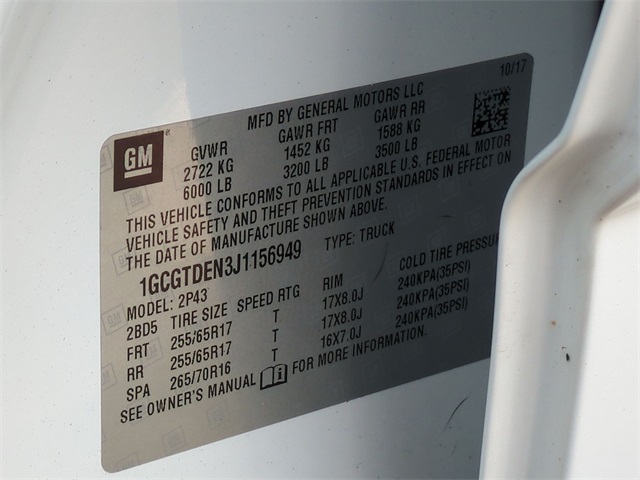 10/17
MFD BY GENERAL MOTORS LLC
GM GVWR GAWR FRT GAWR RR
2722 KG 1452 KG 1588 KG
6000 LB 3200 LB 3500 LB
THIS VEHICLE CONFORMS TO ALL APPLICABLE U.S. FEDERAL MOTOR
VEHICLE SAFETY AND THEFT PREVENTION STANDARDS IN EFFECT ON
THE DATE OF MANUFACTURE SHOWN ABOVE.
1GCGTDEN3J1156949 TYPE: TRUCK
MODEL: 2P43
2BD5 TIRE SIZE SPEED RTG RIM COLD TIRE PRESSU
FRT 255/65R17 T 17X8.0J 240KPA(35PSI)
RR 255/65R17 T 17X8.0J 240KPA(35PSI)
SPA 265/70R16 T 16X7.0J 240KPA(35PSI)
SEE OWNER'S MANUAL FOR MORE INFORMATION.